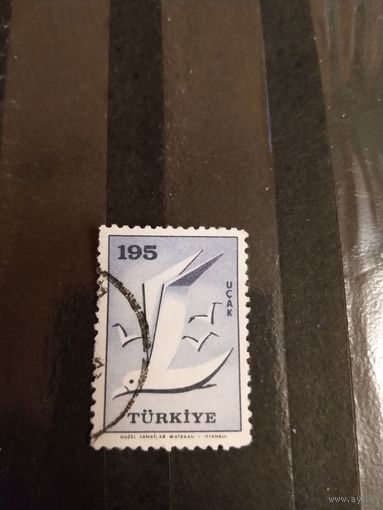 195
UÇAK
TÜRKİYE
GÜZEL SANATLAR MATBAASI - İSTANBUL